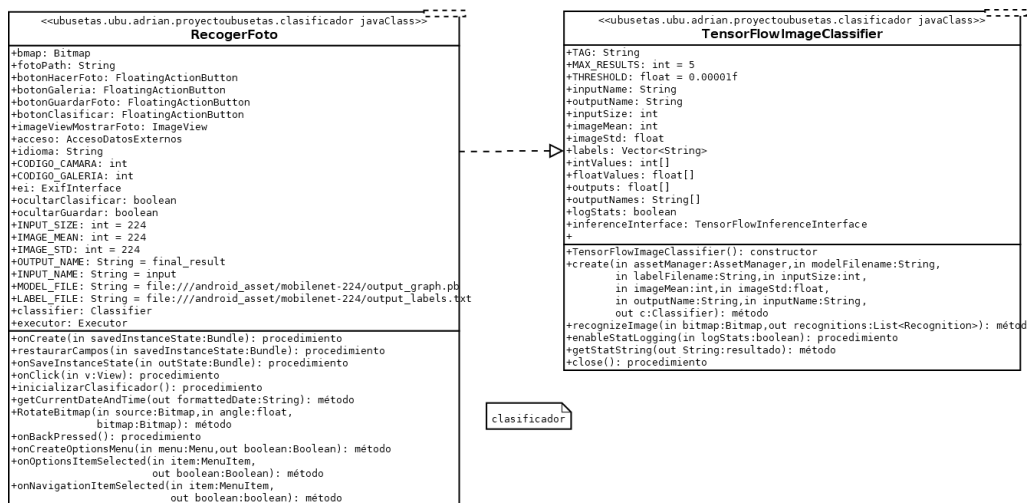 <<ubusetas.ubu.adrian.proyectoubusetas.clasificador javaClass>>
RecogerFoto
+bmap: Bitmap
+fotoPath: String
+botonHacerFoto: FloatingActionButton
+botonGaleria: FloatingActionButton
+botonGuardarFoto: FloatingActionButton
+botonClasificar: FloatingActionButton
+imageViewMostrarFoto: ImageView
+acceso: AccesoDatosExternos
+idioma: String
+CODIGO_CAMARA: int
+CODIGO_GALERIA: int
+ei: ExifInterface
+ocultarClasificar: boolean
+ocultarGuardar: boolean
+INPUT_SIZE: int = 224
+IMAGE_MEAN: int = 224
+IMAGE_STD: int = 224
+OUTPUT_NAME: String = final_result
+INPUT_NAME: String = input
+MODEL_FILE: String = file:///android_asset/mobilenet-224/output_graph.pb
+LABEL_FILE: String = file:///android_asset/mobilenet-224/output_labels.txt
+classifier: Classifier
+executor: Executor
+onCreate(in savedInstanceState:Bundle): procedimiento
+restaurarCampos(in savedInstanceState:Bundle): procedimiento
+onSaveInstanceState(in outState:Bundle): procedimiento
+onClick(in v:View): procedimiento
+inicializarClasificador(): procedimiento
+getCurrentDateAndTime(out formattedDate:String): método
+RotateBitmap(in source:Bitmap,in angle:float,
bitmap:Bitmap): método
+onBackPressed(): procedimiento
+onCreateOptionsMenu(in menu:Menu,out boolean:Boolean): método
+onOptionsItemSelected(in item:MenuItem,
out boolean:Boolean): método
+onNavigationItemSelected(in item:MenuItem,
out boolean:boolean): método
<<ubusetas.ubu.adrian.proyectoubusetas.clasificador javaClass>>
TensorFlowImageClassifier
+TAG: String
+MAX_RESULTS: int = 5
+THRESHOLD: float = 0.00001f
+inputName: String
+outputName: String
+inputSize: int
+imageMean: int
+imageStd: float
+labels: Vector<String>
+intValues: int[]
+floatValues: float[]
+outputs: float[]
+outputNames: String[]
+logStats: boolean
+inferenceInterface: TensorFlowInferenceInterface
+
+TensorFlowImageClassifier(): constructor
+create(in assetManager:AssetManager,in modelFilename:String,
in labelFilename:String,in inputSize:int,
in imageMean:int,in imageStd:float,
in outputName:String,in inputName:String,
out c:Classifier): método
+recognizeImage(in bitmap:Bitmap,out recognitions:List<Recognition>): método
+enableStatLogging(in logStats:boolean): procedimiento
+getStatString(out String:resultado): método
+close(): procedimiento
clasificador